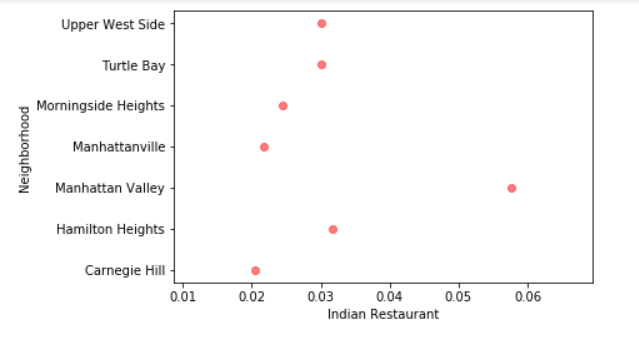 Upper West Side
Turtle Bay
Morningside Heights
Manhattanville
Manhattan Valley
Hamilton Heights
Carnegie Hill
Neighborhood
0.01 0.02 0.03 0.04 0.05 0.06
Indian Restaurant